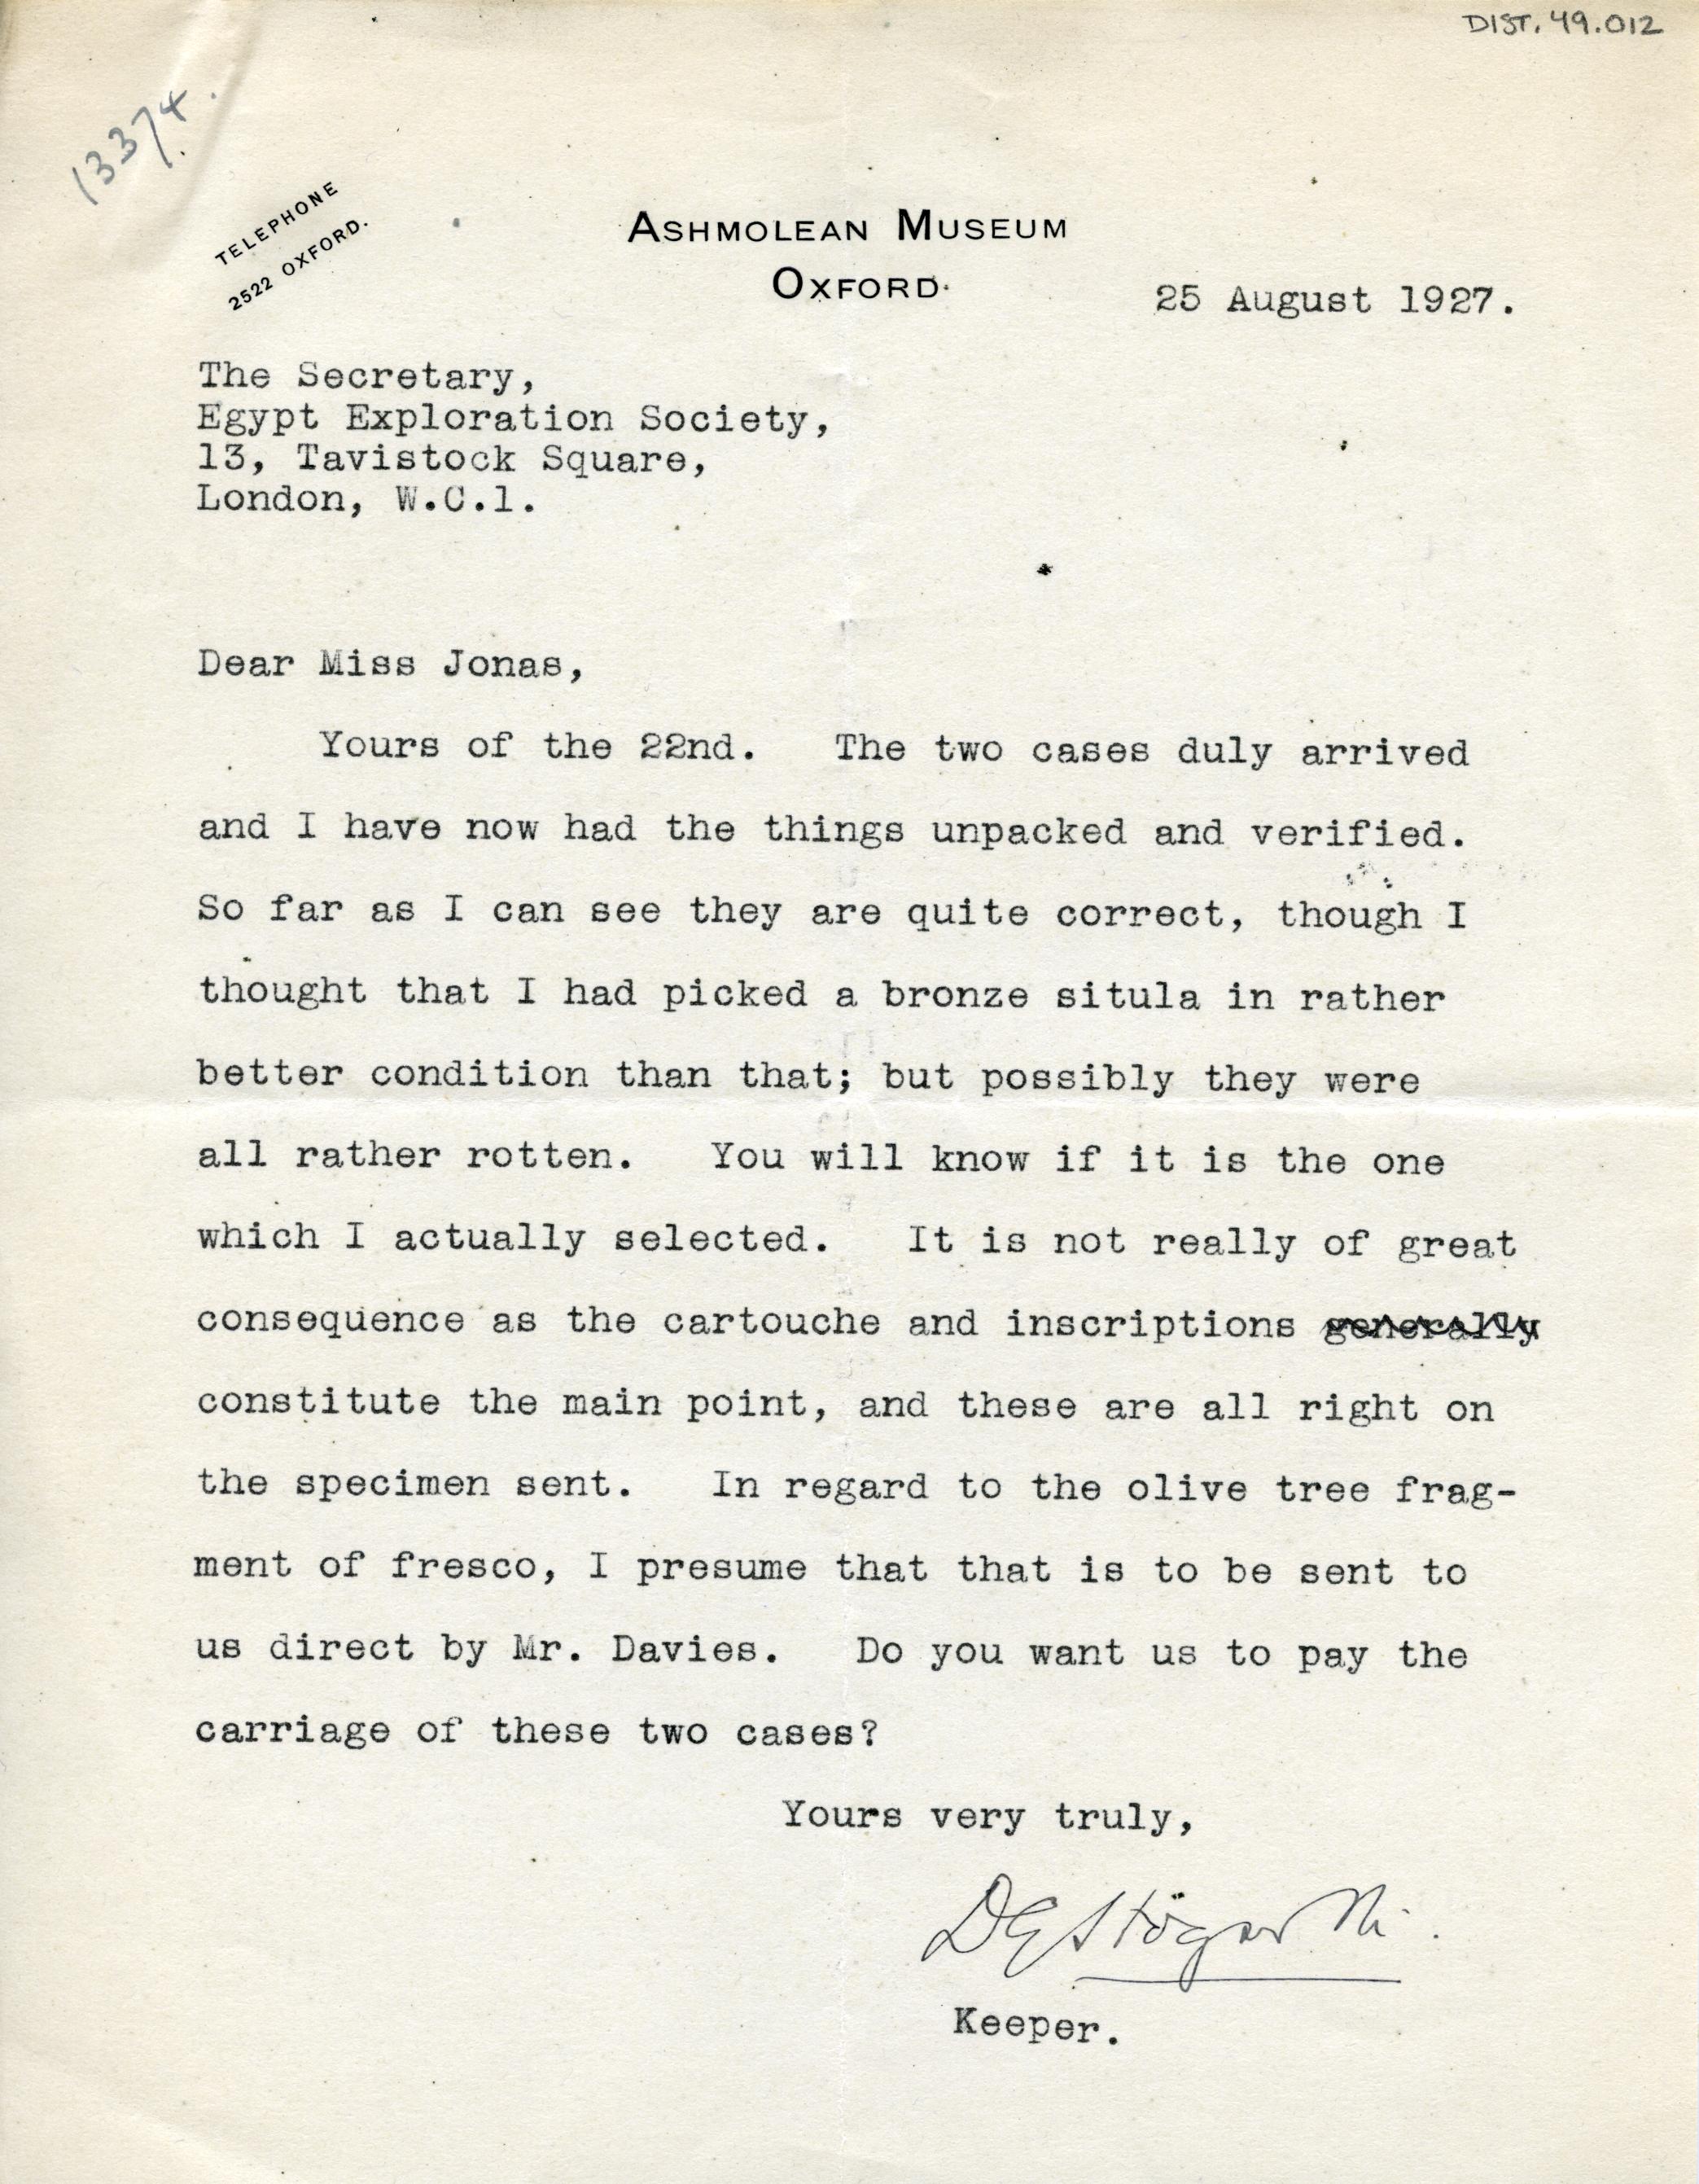 DIST. 49.012
13374.
TELEPHONE
2522 OXFORD.
ASHMOLEAN MUSEUM
OXFORD.
25 August 1927.
The Secretary,
Egypt Exploration Society,
13, Tavistock Square,
London, W.C.1.
Dear Miss Jonas,
Yours of the 22nd. The two cases duly arrived
and I have now had the things unpacked and verified.
So far as I can see they are quite correct, though I
thought that I had picked a bronze situla in rather
better condition than that; but possibly they were
all rather rotten. You will know if it is the one
which I actually selected. It is not really of great
consequence as the cartouche and inscriptions generally
constitute the main point, and these are all right on
the specimen sent. In regard to the olive tree frag-
ment of fresco, I presume that that is to be sent to
us direct by Mr. Davies. Do you want us to pay the
carriage of these two cases?
Yours very truly,
Keeper.